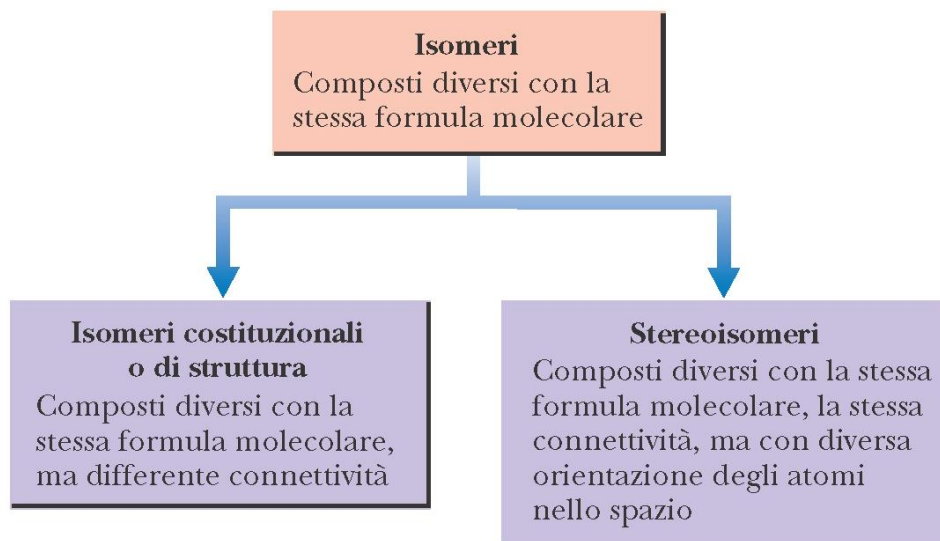 Isomeri
Composti diversi con la
stessa formula molecolare
Isomeri costituzionali
o di struttura
Composti diversi con la
stessa formula molecolare,
ma differente connettività
Stereoisomeri
Composti diversi con la stessa
formula molecolare, la stessa
connettività, ma con diversa
orientazione degli atomi
nello spazio